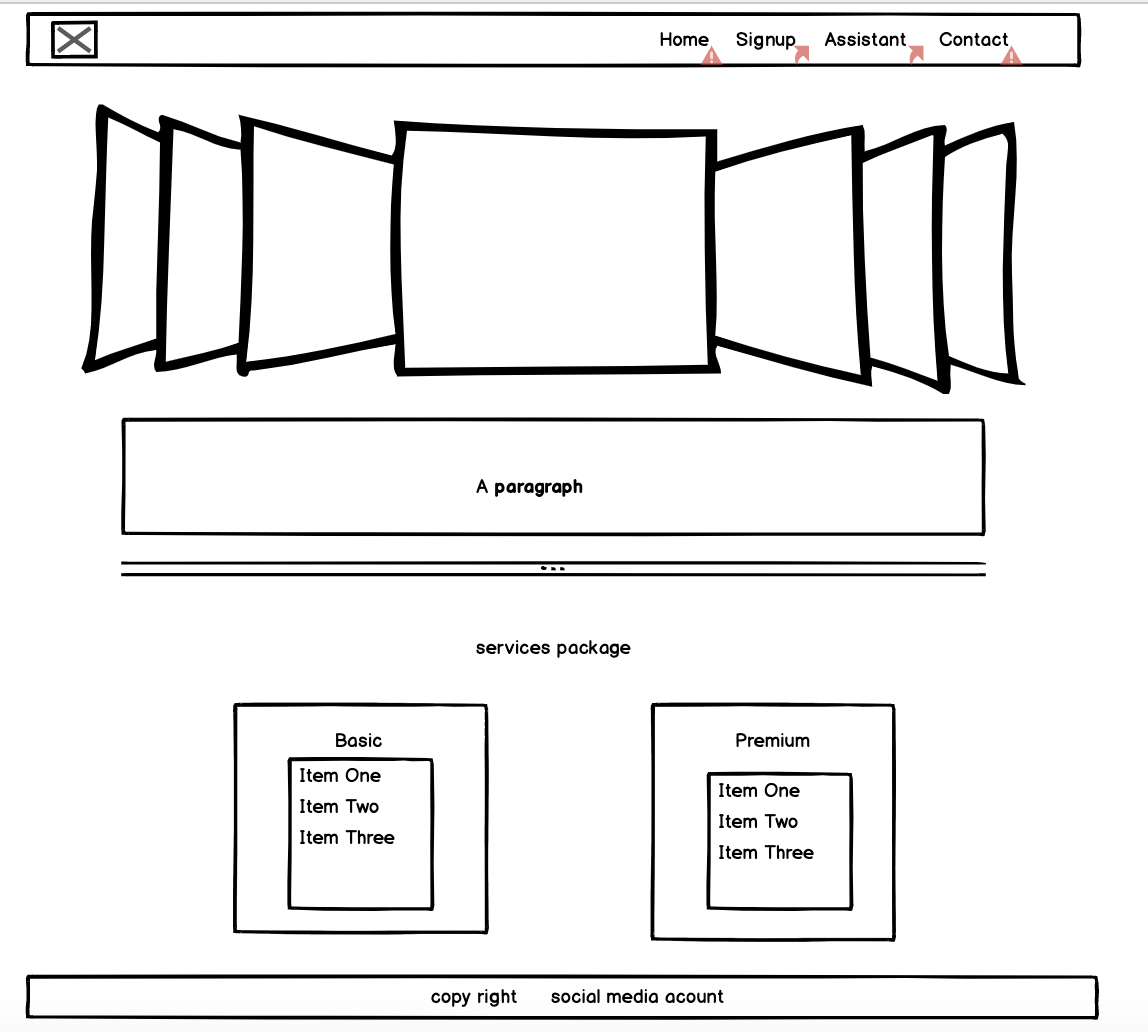 Home Signup Assistant Contact
A paragraph
services package
Basic
Item One
Item Two
Item Three
Premium
Item One
Item Two
Item Three
copy right social media acount